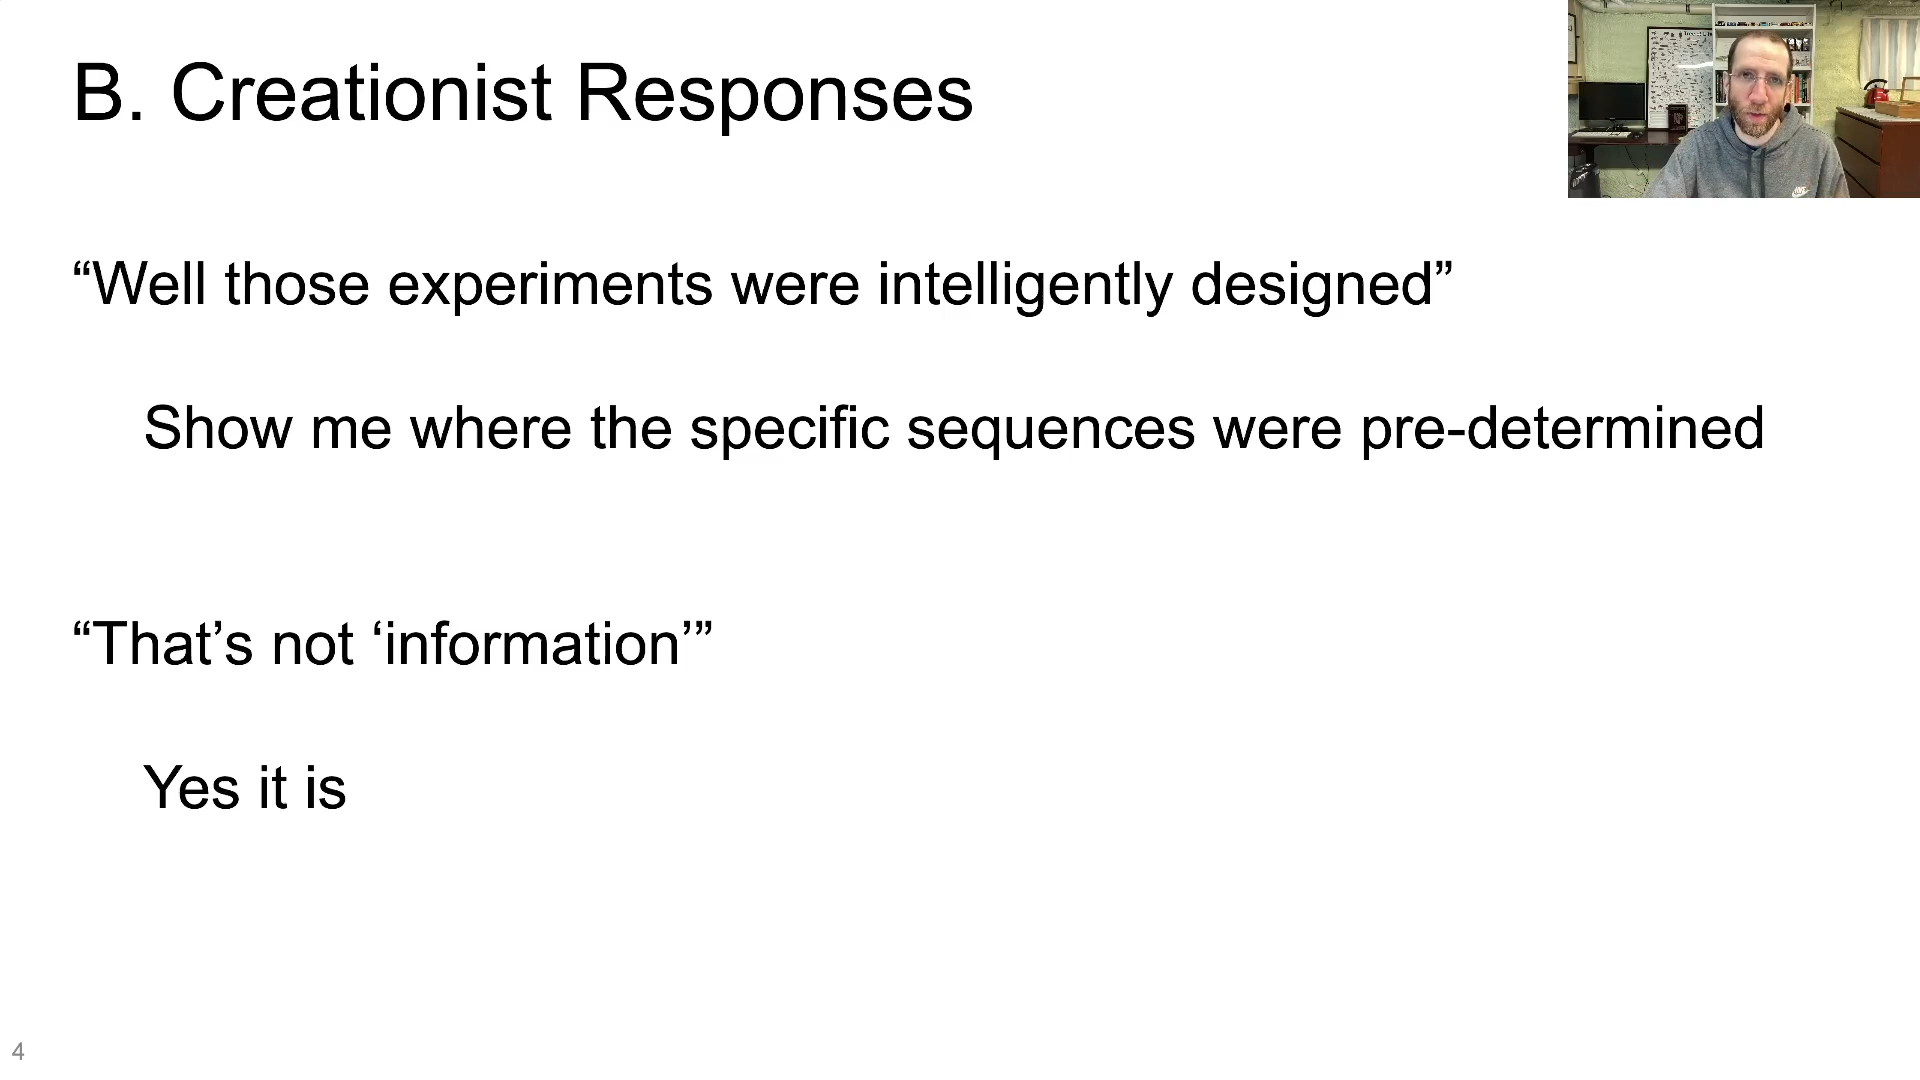 B. Creationist Responses
“Well those experiments were intelligently designed”
Show me where the specific sequences were pre-determined
“That’s not ‘information’”
Yes it is
4